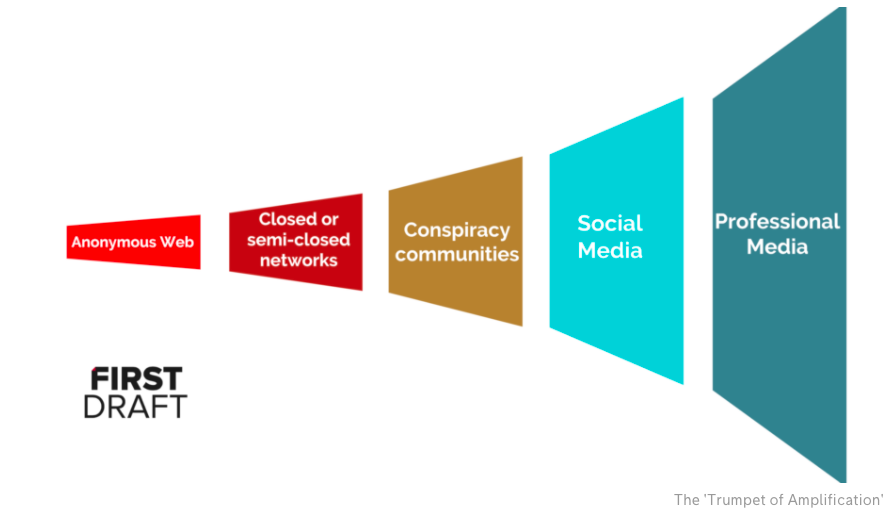 Anonymous Web
Closed or
semi-closed
networks
Conspiracy
communities
Social
Media
Professional
Media
FIRST
DRAFT
The 'Trumpet of Amplification'